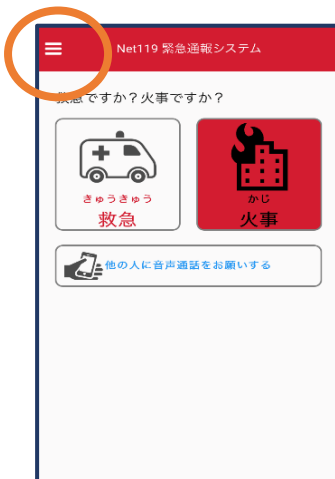 Net119 緊急通報システム
救急ですか？火事ですか？
きゅうきゅう
救急
かじ
火事
他の人に音声通話をお願いする